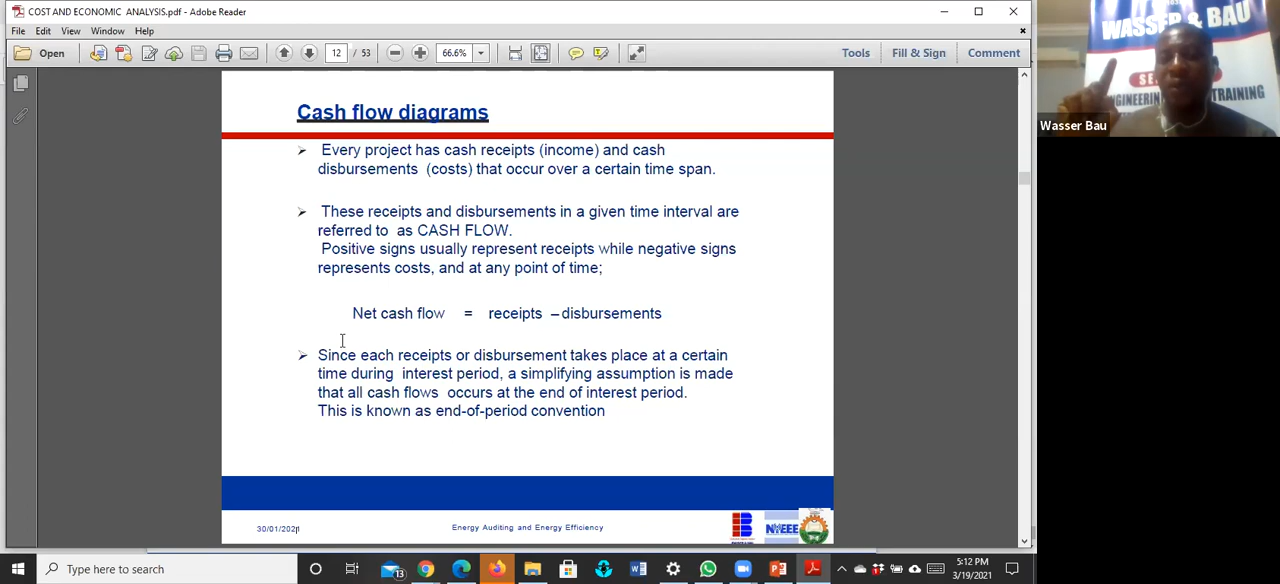 COST AND ECONOMIC ANALYSIS.pdf - Adobe Reader
File Edit View Window Help
Open 12 / 53 66.6% Tools Fill & Sign Comment
Cash flow diagrams
Every project has cash receipts (income) and cash
disbursements (costs) that occur over a certain time span.
These receipts and disbursements in a given time interval are
referred to as CASH FLOW.
Positive signs usually represent receipts while negative signs
represents costs, and at any point of time;
Net cash flow = receipts – disbursements
Since each receipts or disbursement takes place at a certain
time during interest period, a simplifying assumption is made
that all cash flows occurs at the end of interest period.
This is known as end-of-period convention
30/01/2021 Energy Auditing and Energy Efficiency
WASSER & BAU
TRAINING
Wasser Bau
Type here to search
13
5:12 PM
3/19/2021